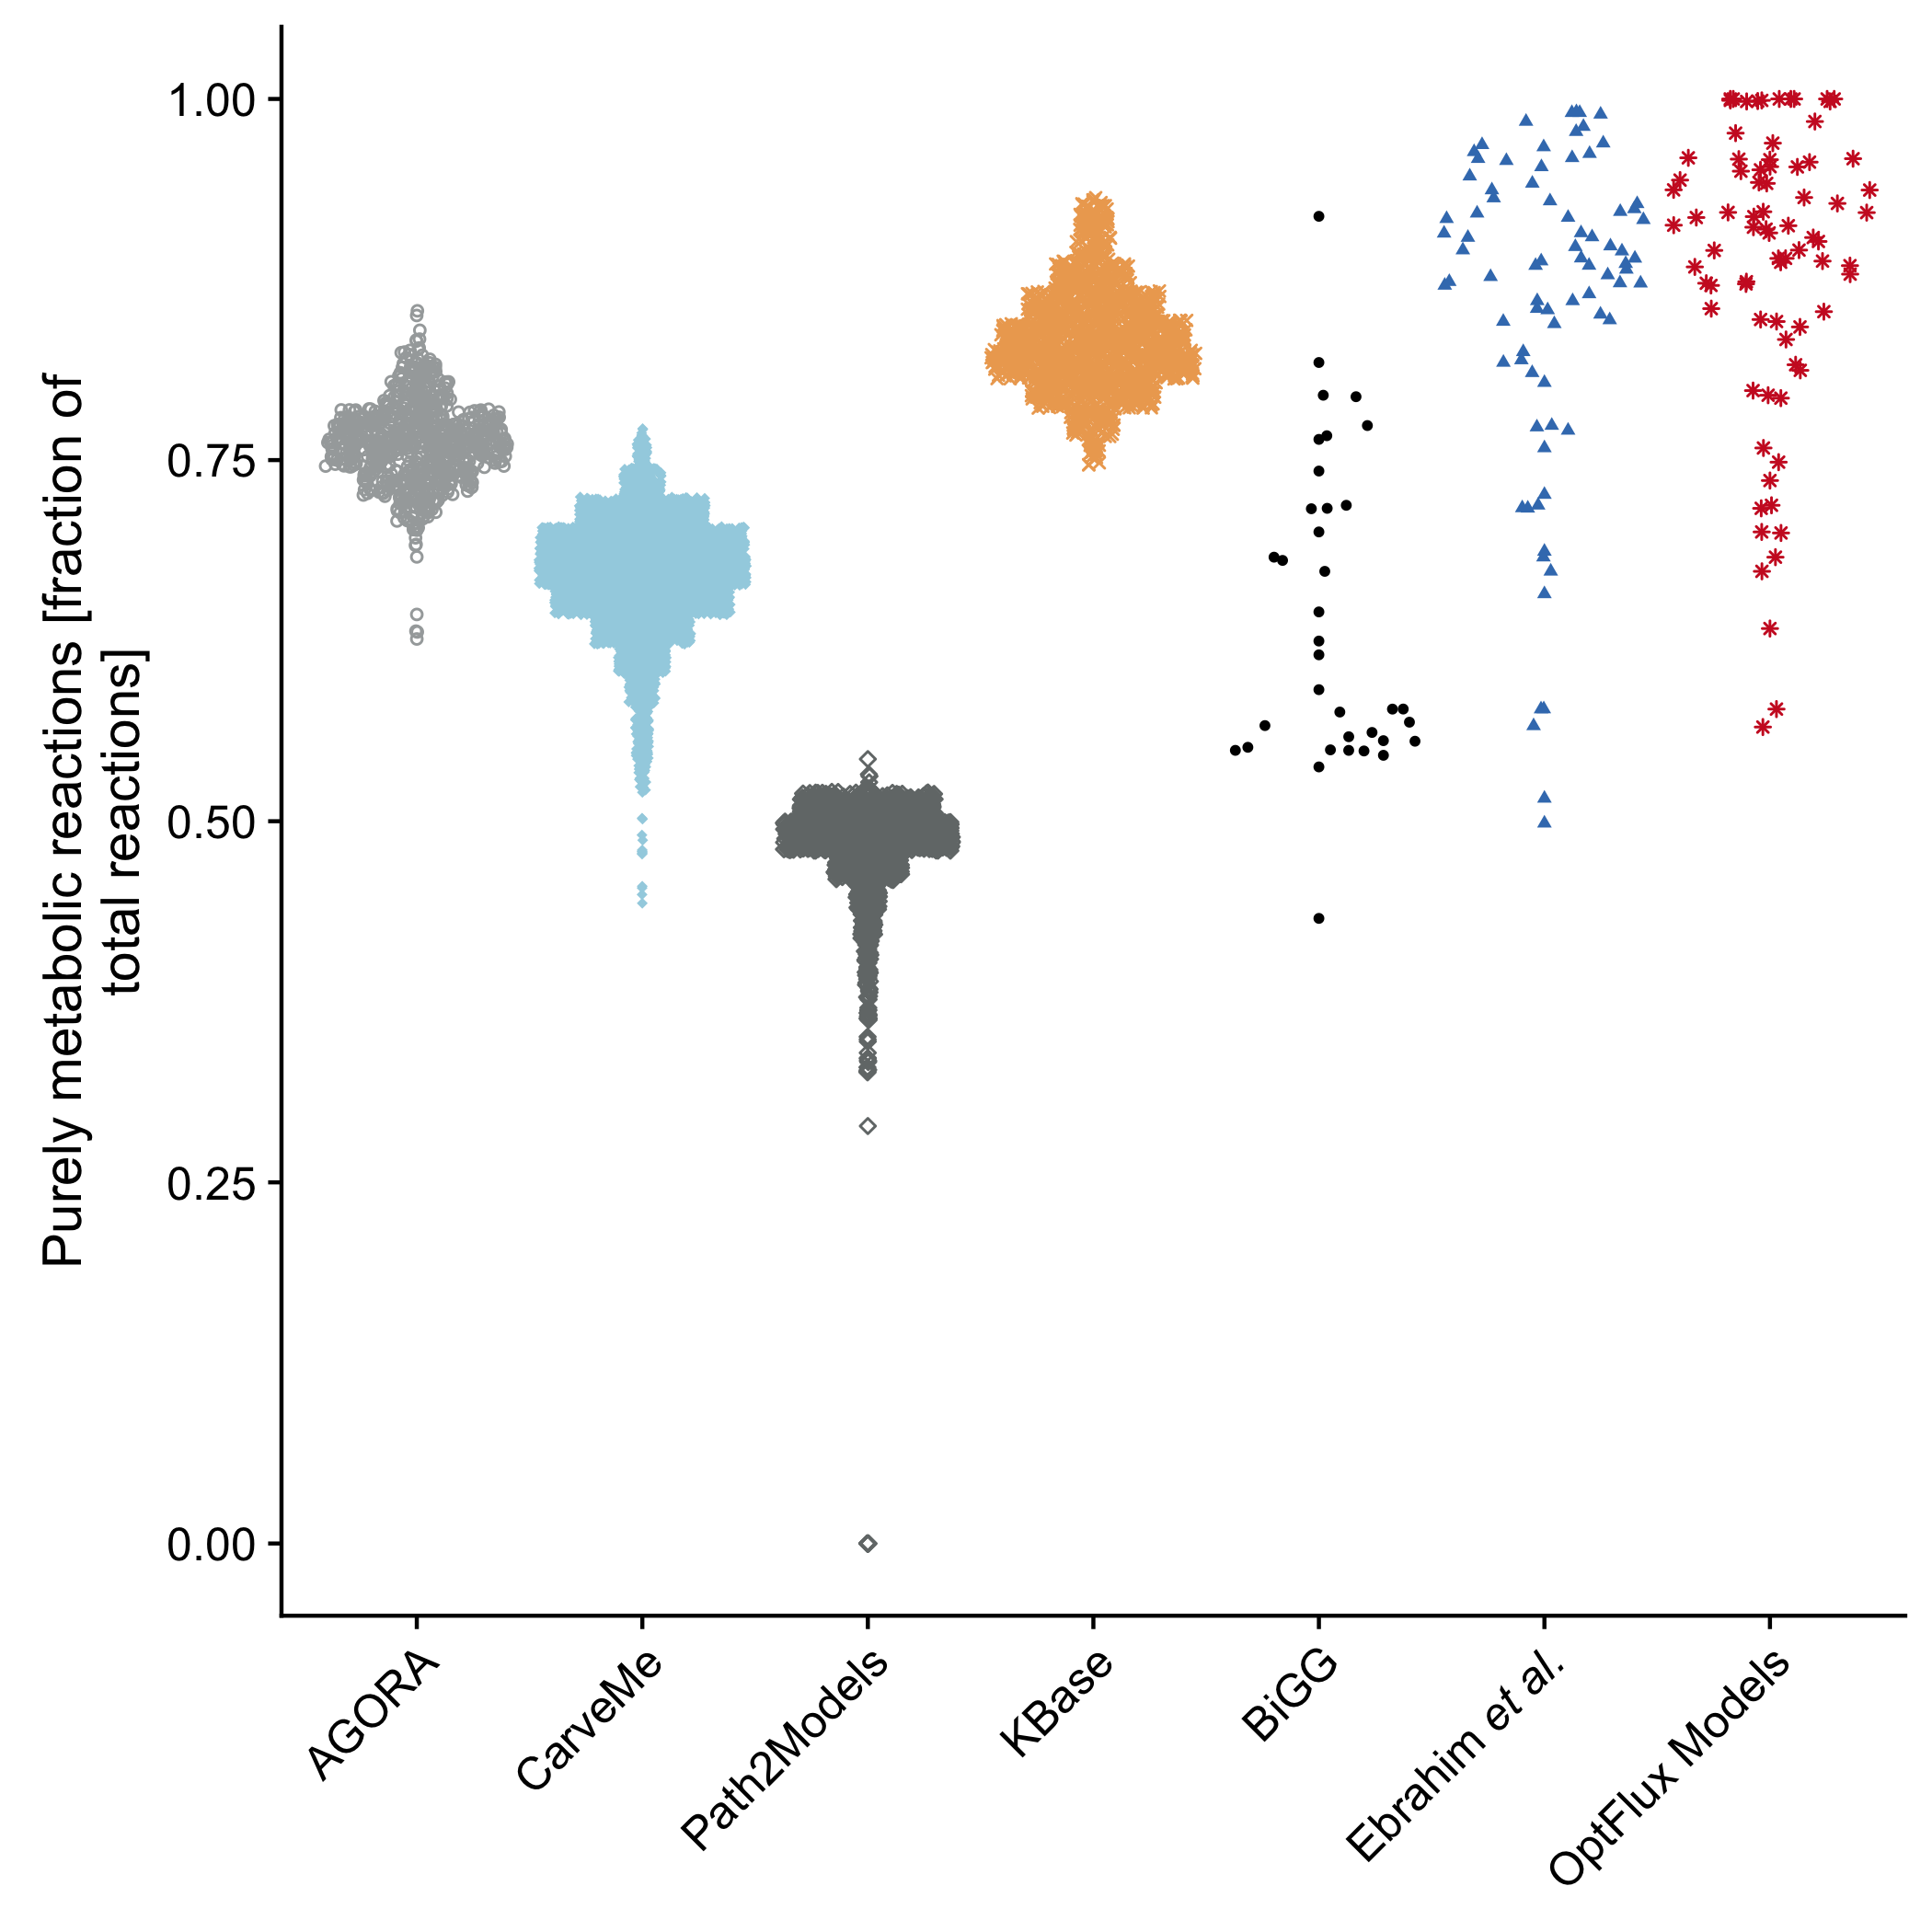 Purely metabolic reactions [fraction of
total reactions]
1.00
0.75
0.50
0.25
0.00
AGORA
CarveMe
Path2Models
KBase
BiGG
Ebrahim et al.
OptFlux Models